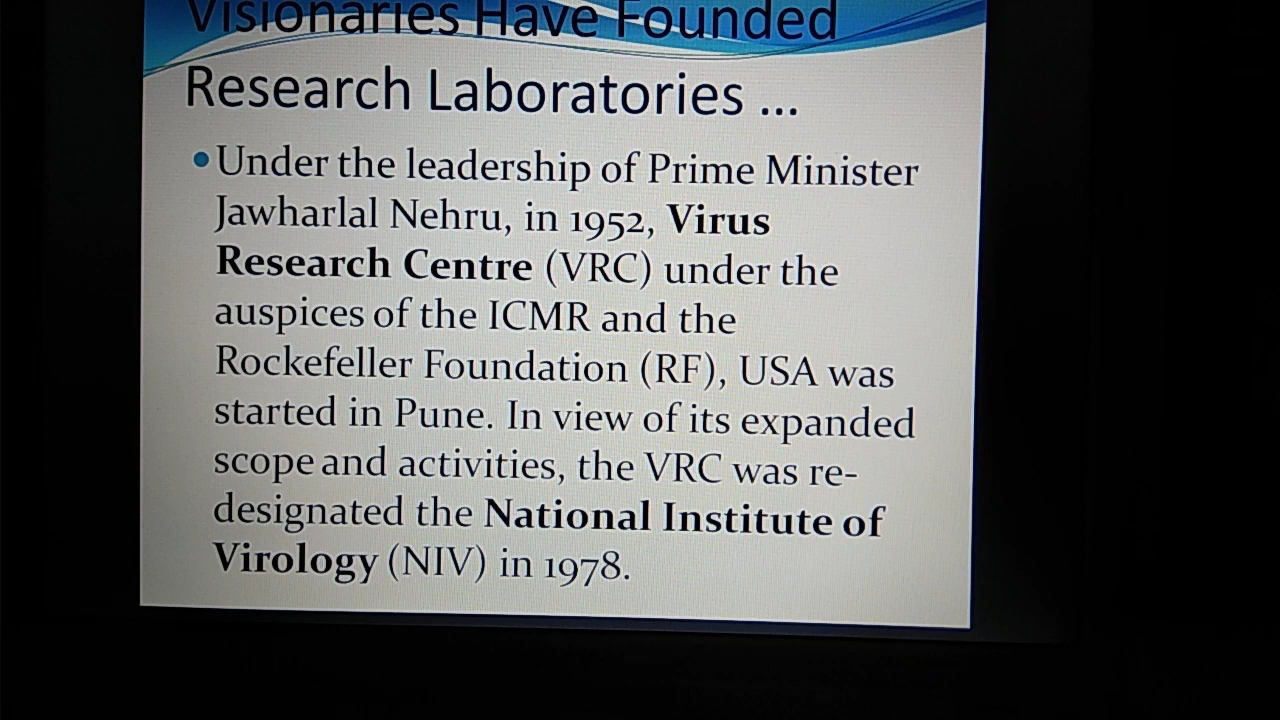 Visionaries Have Founded
Research Laboratories ...
Under the leadership of Prime Minister
Jawharlal Nehru, in 1952, Virus
Research Centre (VRC) under the
auspices of the ICMR and the
Rockefeller Foundation (RF), USA was
started in Pune. In view of its expanded
scope and activities, the VRC was re-
designated the National Institute of
Virology (NIV) in 1978.